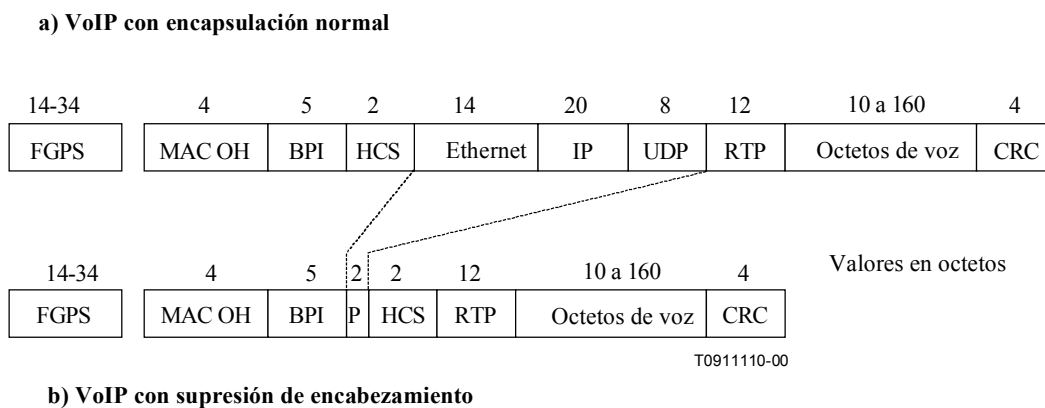 a) VoIP con encapsulación normal
14-34 4 5 2 14 20 8 12 10 a 160 4
FGPS MAC OH BPI HCS Ethernet IP UDP RTP Octetos de voz CRC
14-34 4 5 2 2 12 10 a 160 4 Valores en octetos
FGPS MAC OH BPI P HCS RTP Octetos de voz CRC
T0911110-00
b) VoIP con supresión de encabezamiento